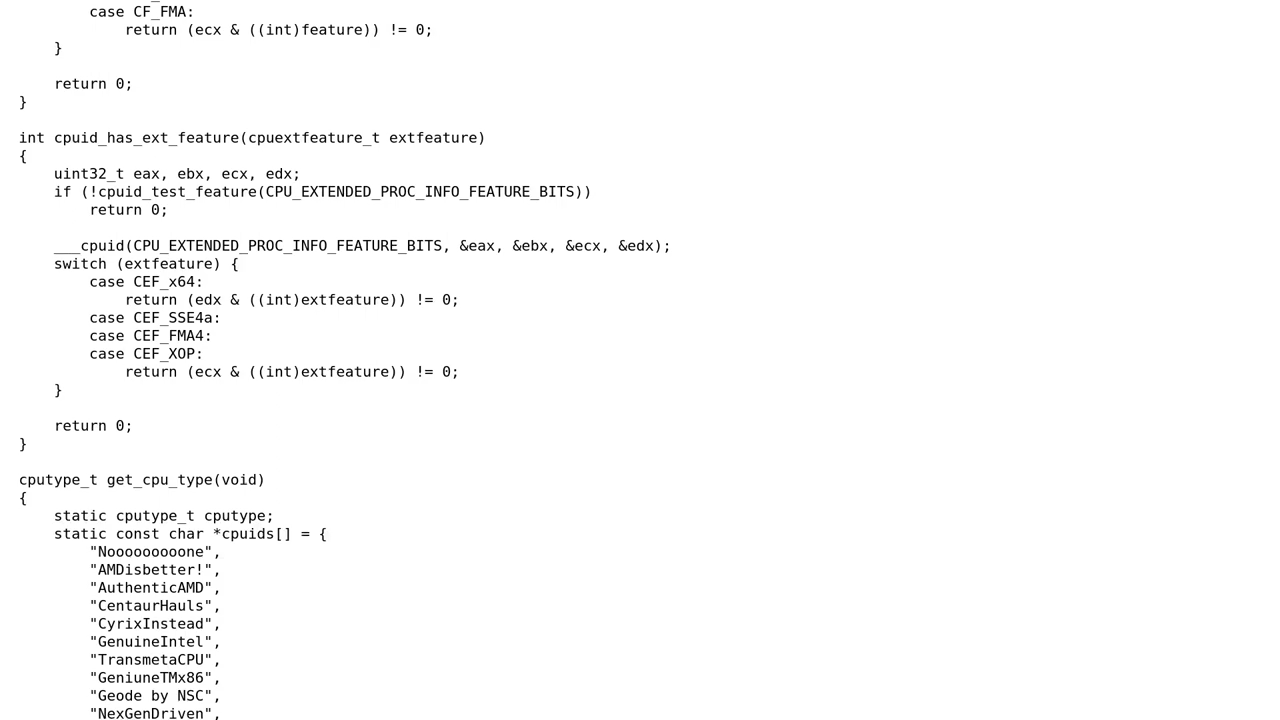 case CF_FMA:
            return (ecx & ((int)feature)) != 0;
    }

    return 0;
}

int cpuid_has_ext_feature(cpuextfeature_t extfeature)
{
    uint32_t eax, ebx, ecx, edx;
    if (!cpuid_test_feature(CPU_EXTENDED_PROC_INFO_FEATURE_BITS))
        return 0;

    ___cpuid(CPU_EXTENDED_PROC_INFO_FEATURE_BITS, &eax, &ebx, &ecx, &edx);
    switch (extfeature) {
        case CEF_x64:
            return (edx & ((int)extfeature)) != 0;
        case CEF_SSE4a:
        case CEF_FMA4:
        case CEF_XOP:
            return (ecx & ((int)extfeature)) != 0;
    }

    return 0;
}

cputype_t get_cpu_type(void)
{
    static cputype_t cputype;
    static const char *cpuids[] = {
        "Nooooooooone",
        "AMDisbetter!",
        "AuthenticAMD",
        "CentaurHauls",
        "CyrixInstead",
        "GenuineIntel",
        "TransmetaCPU",
        "GeniuneTMx86",
        "Geode by NSC",
        "NexGenDriven",